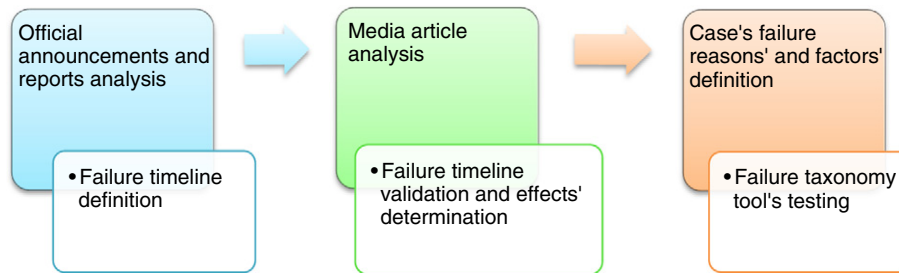 Official
announcements and
reports analysis
• Failure timeline
definition
Media article
analysis
• Failure timeline
validation and effects'
determination
Case's failure
reasons' and factors'
definition
• Failure taxonomy
tool's testing